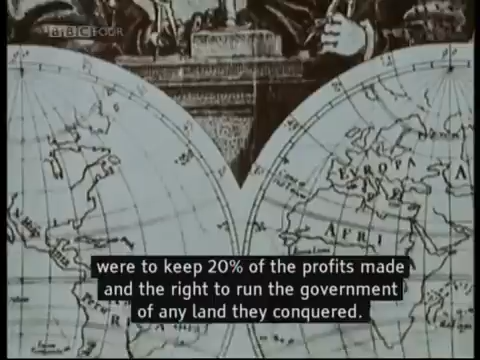 BBC FOUR
EVROPA
AFRI
were to keep 20% of the profits made
and the right to run the government
of any land they conquered.